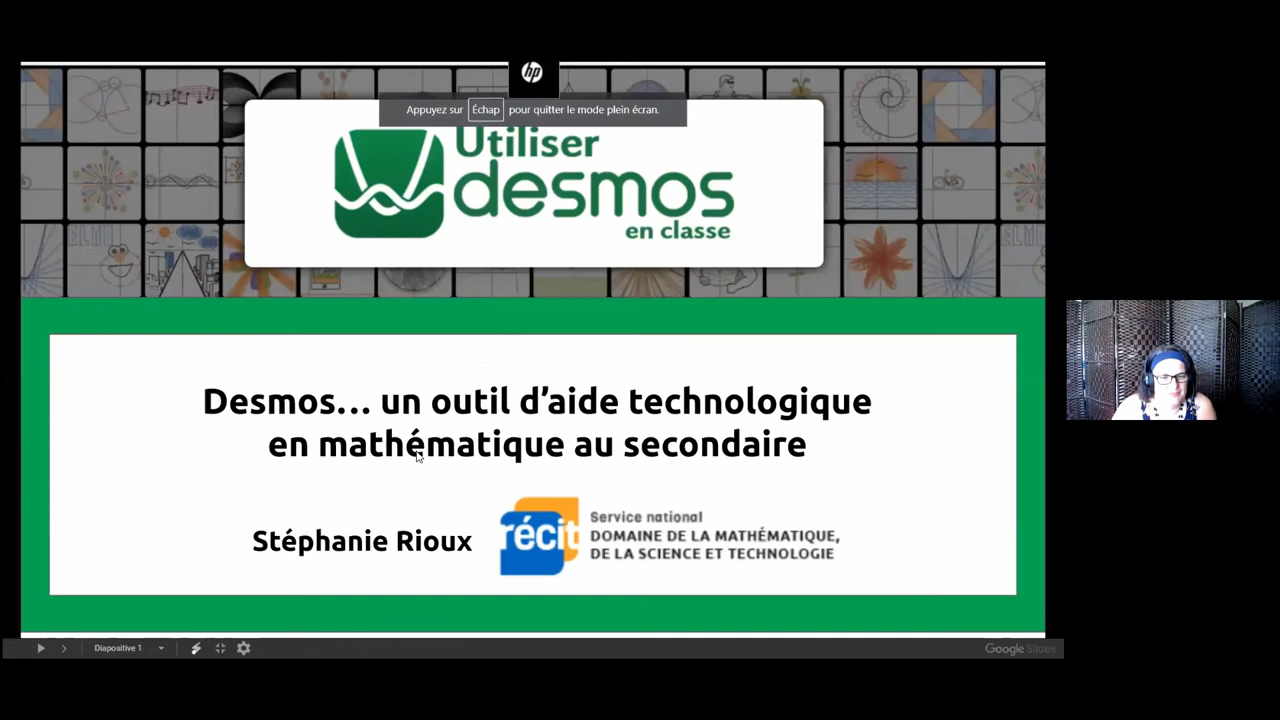 hp
Appuyez sur Échap pour quitter le mode plein écran.
Utiliser
desmos
en classe
ELMO
Desmos... un outil d'aide technologique
en mathématique au secondaire
Stéphanie Rioux
récit
Service national
DOMAINE DE LA MATHÉMATIQUE,
DE LA SCIENCE ET TECHNOLOGIE
Diapositive 1
Google Slides